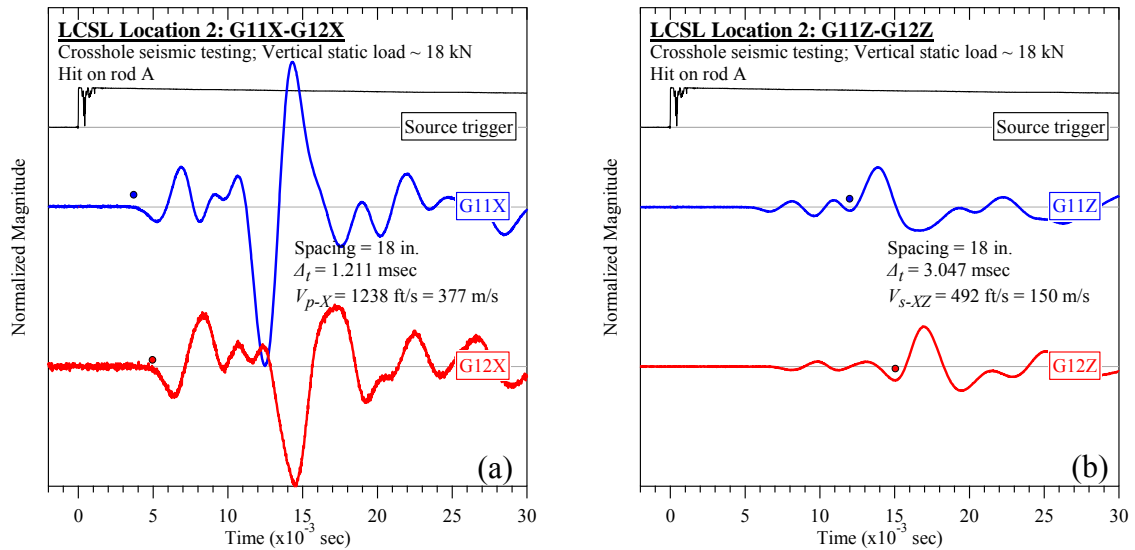 LCSL Location 2: G11X-G12X
Crosshole seismic testing; Vertical static load ~ 18 kN
Hit on rod A
Source trigger
G11X
Spacing = 18 in.
Δt = 1.211 msec
Vp-X = 1238 ft/s = 377 m/s
G12X
(a)
Normalized Magnitude
0 5 10 15 20 25 30
Time (x10-3 sec)
LCSL Location 2: G11Z-G12Z
Crosshole seismic testing; Vertical static load ~ 18 kN
Hit on rod A
Source trigger
G11Z
Spacing = 18 in.
Δt = 3.047 msec
Vs-XZ = 492 ft/s = 150 m/s
G12Z
(b)
Normalized Magnitude
0 5 10 15 20 25 30
Time (x10-3 sec)